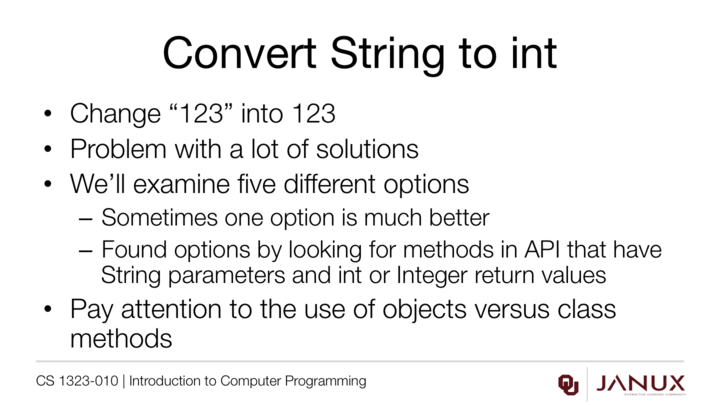 Convert String to int
• Change “123” into 123
• Problem with a lot of solutions
• We’ll examine five different options
– Sometimes one option is much better
– Found options by looking for methods in API that have
String parameters and int or Integer return values
• Pay attention to the use of objects versus class
methods
CS 1323-010 | Introduction to Computer Programming
JANUX
INTERACTIVE LEARNING COMMUNITY